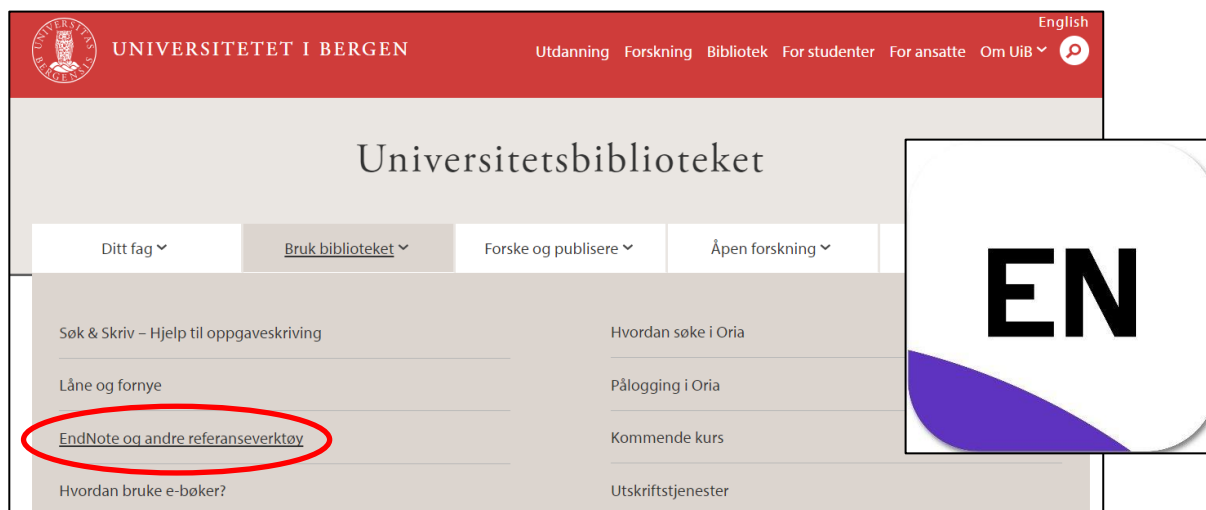 English
UNIVERSITAS BERGENSIS
UNIVERSITETET I BERGEN
Utdanning Forskning Bibliotek For studenter For ansatte Om UiB
Universitetsbiblioteket
Ditt fag
Bruk biblioteket
Forske og publisere
Åpen forskning
EN
Søk & Skriv – Hjelp til oppgaveskriving
Låne og fornye
EndNote og andre referanseverktøy
Hvordan bruke e-bøker?
Hvordan søke i Oria
Pålogging i Oria
Kommende kurs
Utskriftstjenester